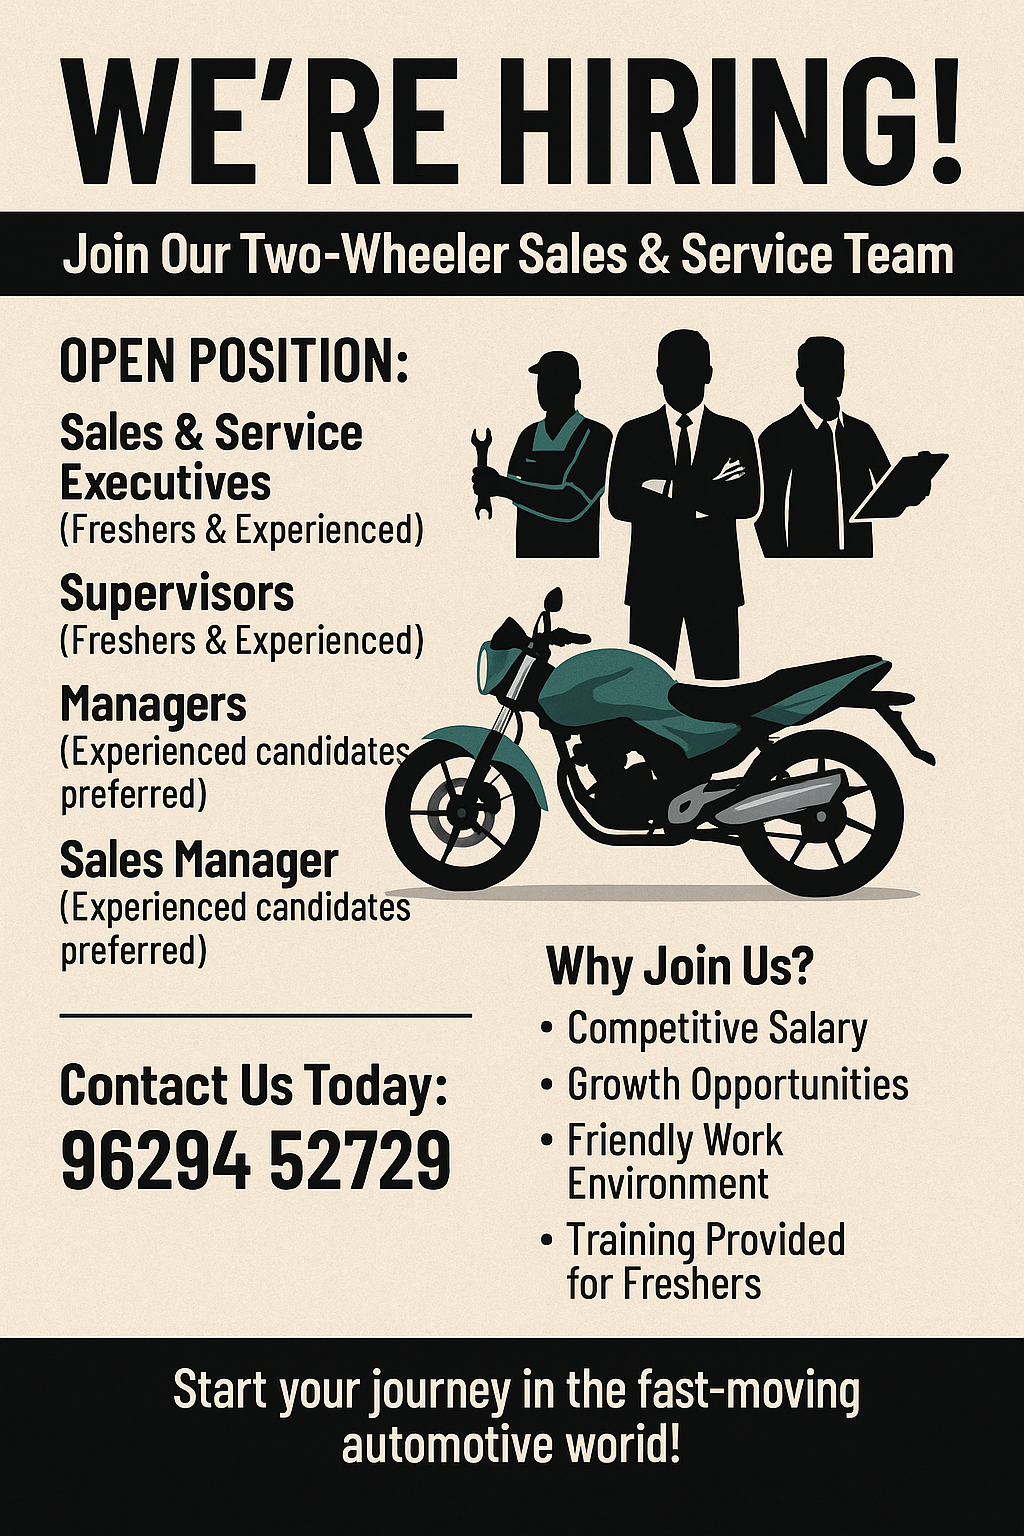 WE'RE HIRING!
Join Our Two-Wheeler Sales & Service Team
OPEN POSITION:
Sales & Service
Executives
(Freshers & Experienced)
Supervisors
(Freshers & Experienced)
Managers
(Experienced candidates
preferred)
Sales Manager
(Experienced candidates
preferred)
Contact Us Today:
96294 52729
Why Join Us?
• Competitive Salary
• Growth Opportunities
• Friendly Work
Environment
• Training Provided
for Freshers
Start your journey in the fast-moving
automotive worid!